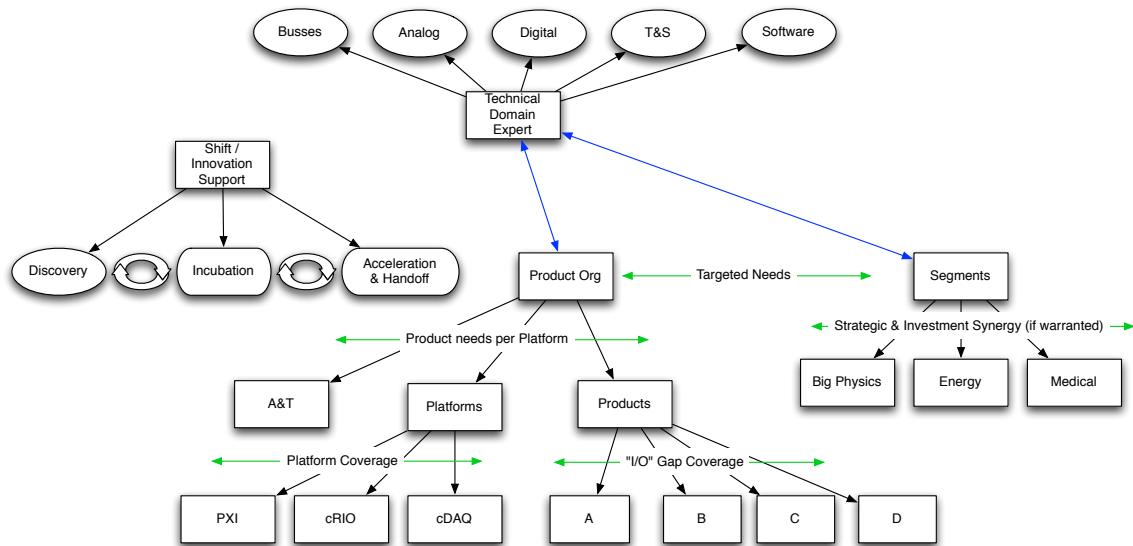 Busses
Analog
Digital
T&S
Software
Technical
Domain
Expert
Shift /
Innovation
Support
Discovery
Incubation
Acceleration
& Handoff
Product Org
Targeted Needs
Segments
Product needs per Platform
Strategic & Investment Synergy (if warranted)
Big Physics
Energy
Medical
A&T
Platforms
Products
Platform Coverage
"I/O" Gap Coverage
PXI
cRIO
cDAQ
A
B
C
D